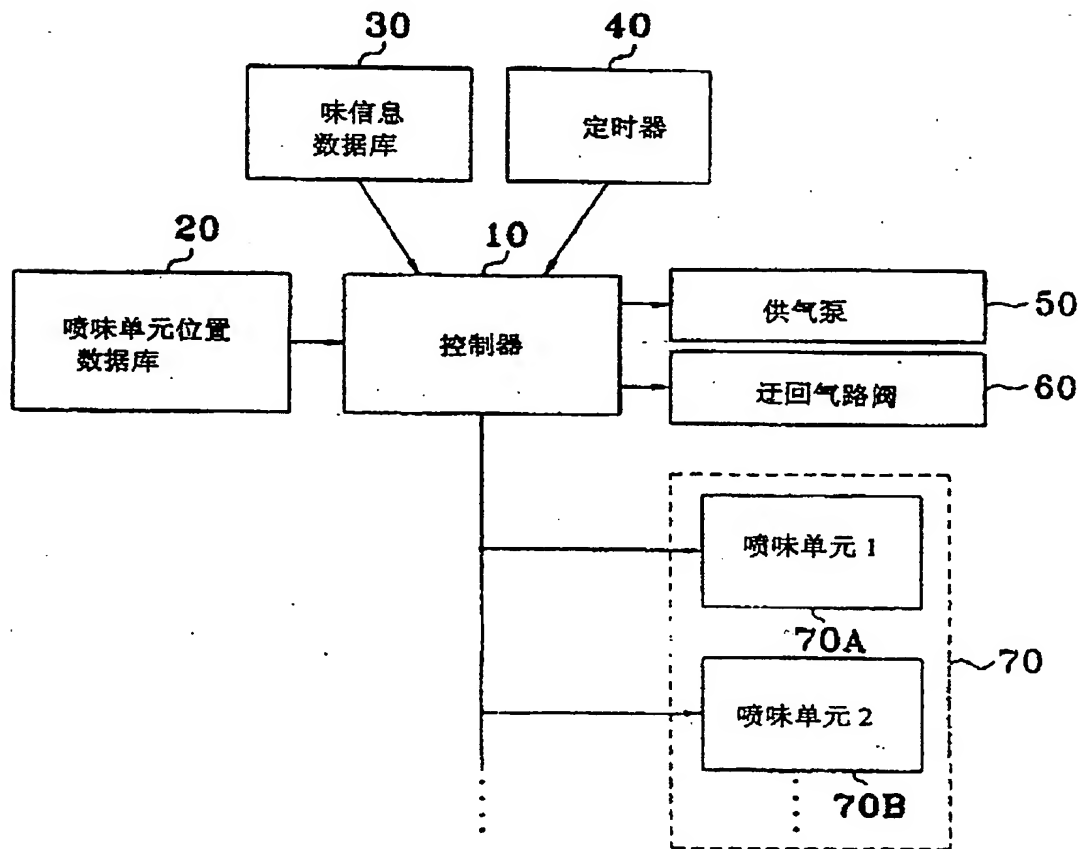 30
40
味信息
数据库
定时器
20
10
喷味单元位置
数据库
控制器
供气泵
50
迂回气路阀
60
喷味单元 1
70A
70
喷味单元 2
70B